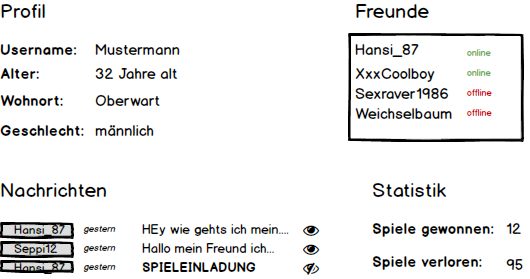 Profil
Username: Mustermann
Alter: 32 Jahre alt
Wohnort: Oberwart
Geschlecht: männlich
Freunde
Hansi_87 online
XxxCoolboy online
Sexraver1986 offline
Weichselbaum offline
Nachrichten
Hansi_87 gestern HEy wie gehts ich mein....
Seppi12 gestern Hallo mein Freund ich...
Hansi_87 gestern SPIELEINLADUNG
Statistik
Spiele gewonnen: 12
Spiele verloren: 95